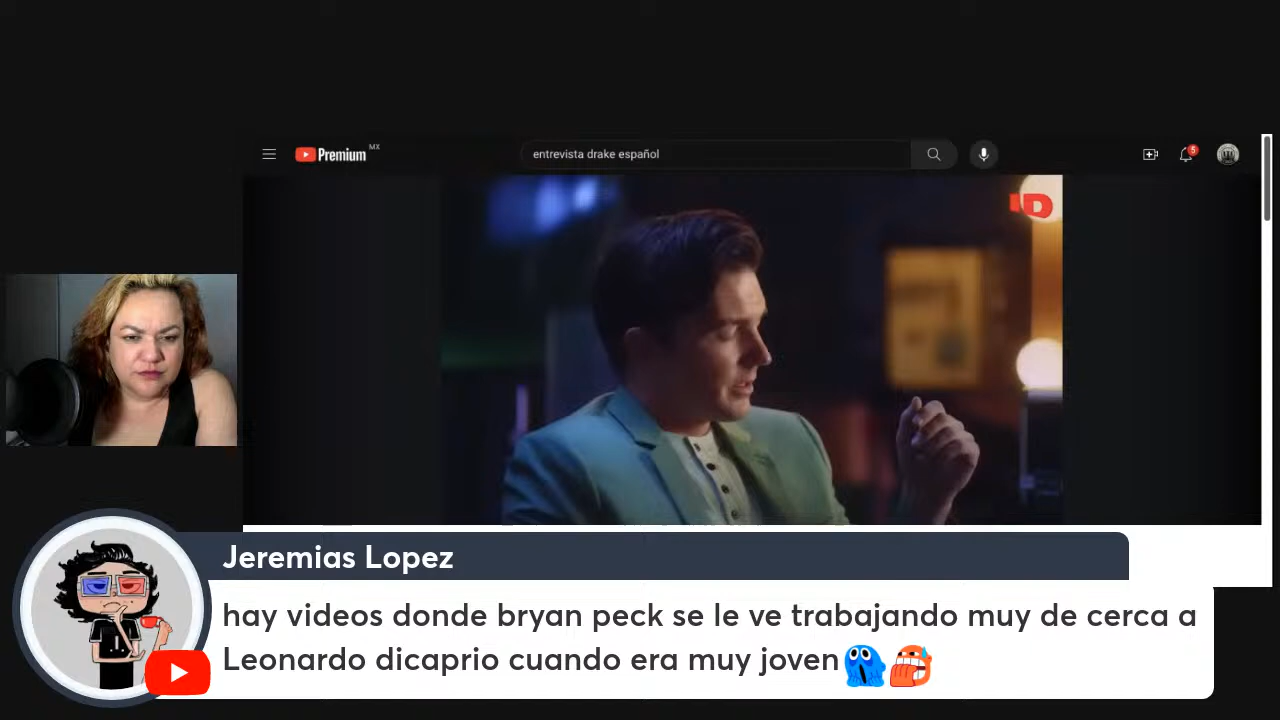 Premium MX
entrevista drake español
5
ID
Jeremias Lopez
hay videos donde bryan peck se le ve trabajando muy de cerca a
Leonardo dicaprio cuando era muy joven